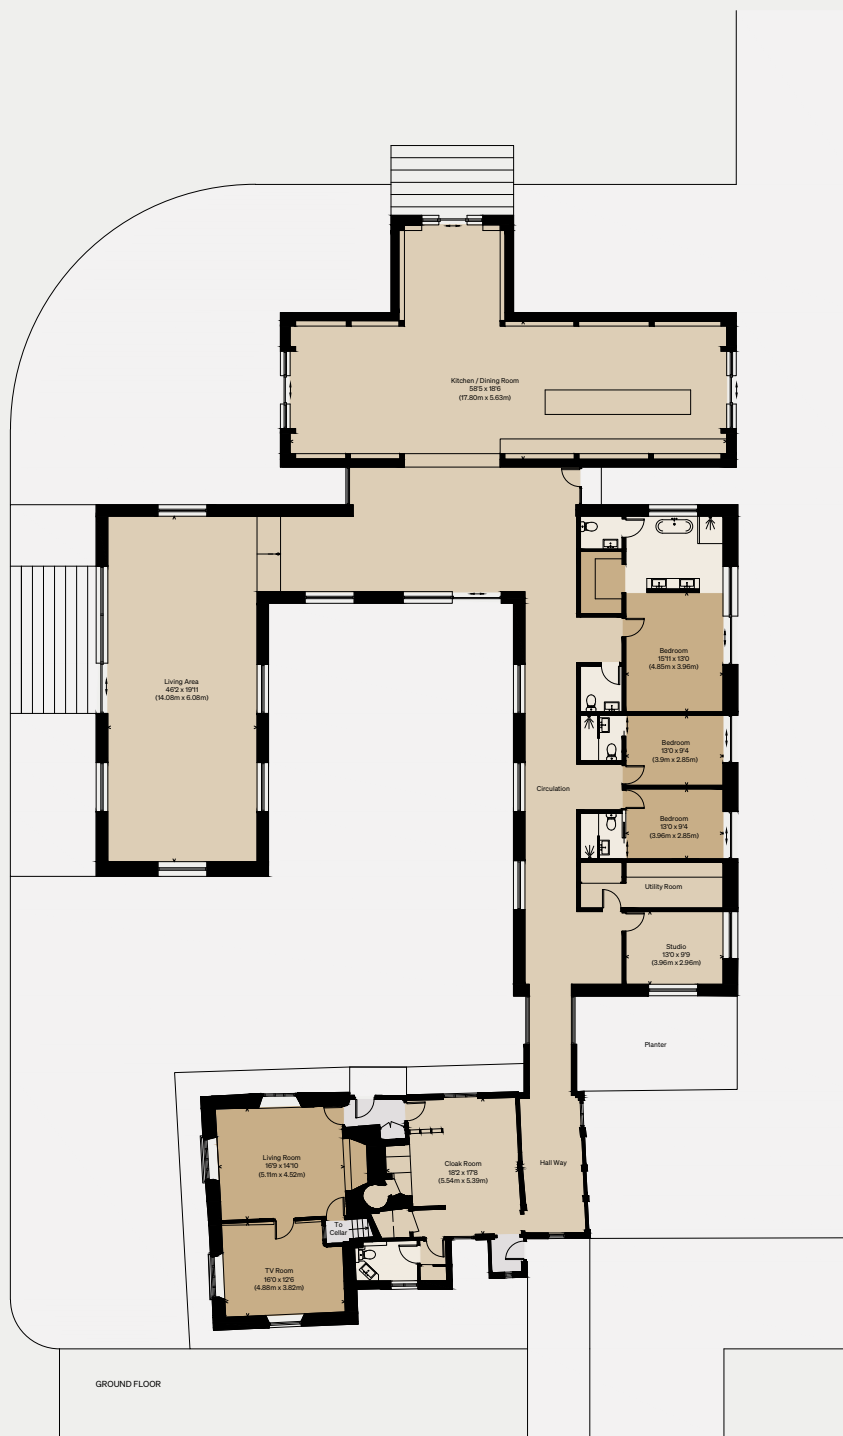 Kitchen / Dining Room
58'5 x 18'6
(17.80m x 5.63m)
Living Area
46'2 x 19'11
(14.08m x 6.08m)
Bedroom
15'11 x 13'0
(4.85m x 3.96m)
Bedroom
13'0 x 9'4
(3.9m x 2.85m)
Circulation
Bedroom
13'0 x 9'4
(3.96m x 2.85m)
Utility Room
Studio
13'0 x 9'9
(3.96m x 2.96m)
Planter
Living Room
16'9 x 14'10
(5.11m x 4.52m)
Cloak Room
18'2 x 17'8
(5.54m x 5.39m)
Hall Way
To
Cellar
TV Room
16'0 x 12'6
(4.88m x 3.82m)
GROUND FLOOR